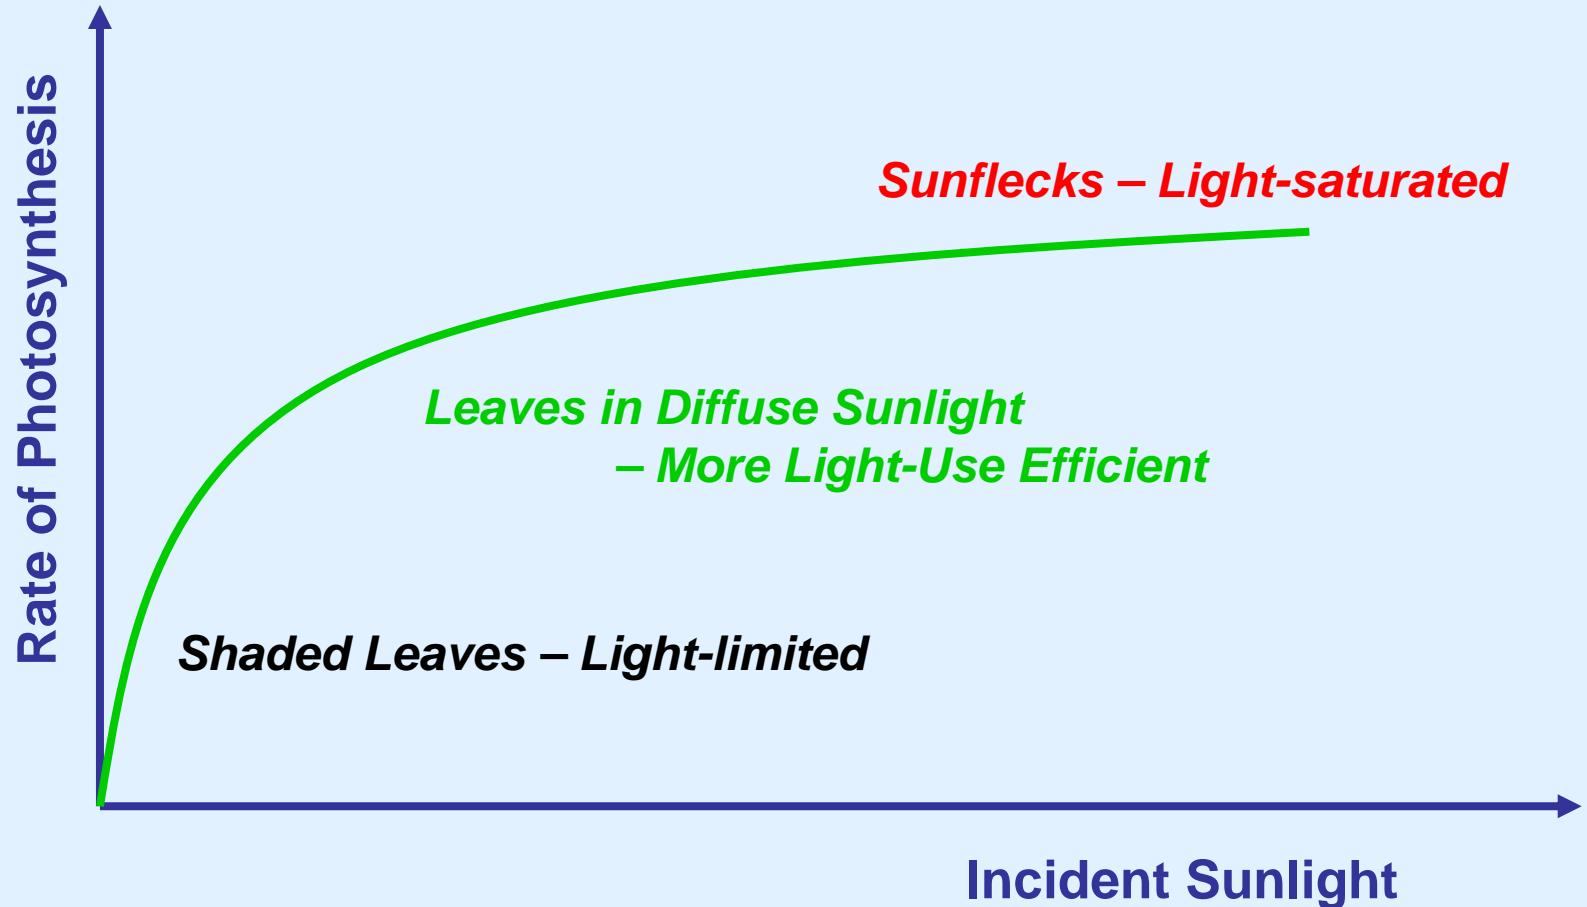 Rate of Photosynthesis
Sunflecks – Light-saturated
Leaves in Diffuse Sunlight
– More Light-Use Efficient
Shaded Leaves – Light-limited
Incident Sunlight